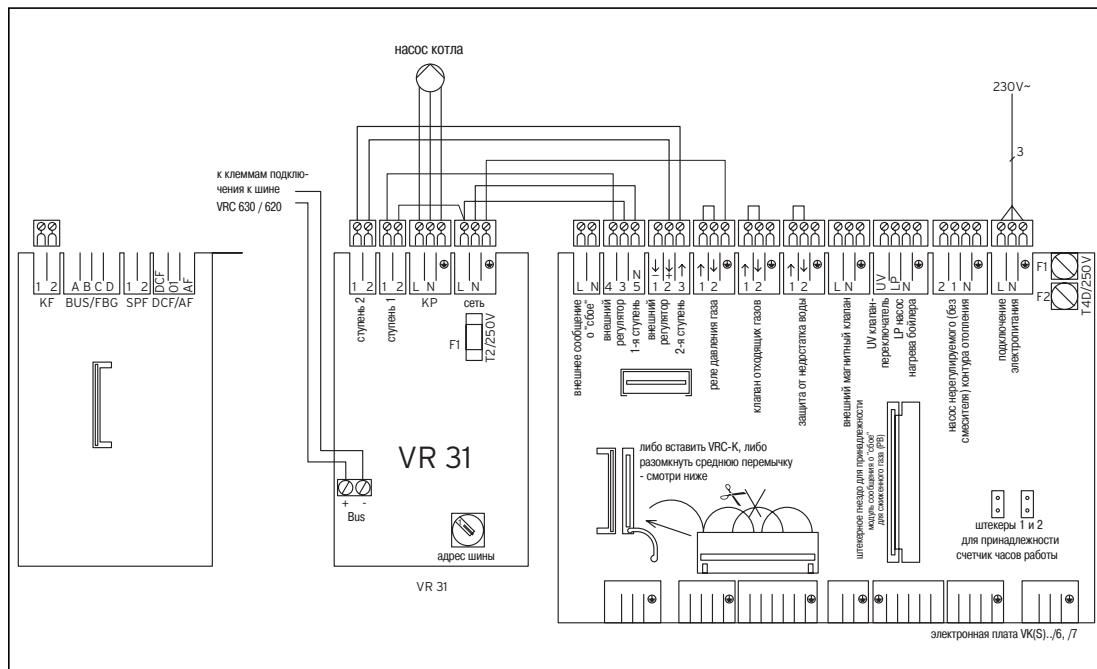 насос котла
230V~
3
к клеммам подклю-
чения к шине
VRC 630 / 620
1 2
KF
A B C D
BUS/FBG
1 2
SPF
DCF
O1
AF
DCF/AF
1 2
ступень 2
1 2
ступень 1
L N
KP
L N
сеть
F1
T2/250V
VR 31
+ -
Bus
адрес шины
VR 31
L N
внешнее сообщение
о "сбое"
4 3 5
N
внешний
регулятор
1-я ступень
1 2 3
- +
внешний
регулятор
2-я ступень
1 2
реле давления газа
1 2
клапан отходящих газов
1 2
защита от недостатка воды
L N
внешний магнитный клапан
UV LP
L N
UV клапан-
переключатель
LP насос
нагрева бойлера
2 1 N
насос нерегулируемого (без
смесителя) контура отопления
L N
подключение
электропитания
F1
F2
T4D/250V
либо вставить VRC-K, либо
разомкнуть среднюю перемычку
- смотри ниже
штекерное гнездо для принадлежности
модуль сообщения о "сбое"
для сжиженного газа (PB)
штекеры 1 и 2
для принадлежности
счетчик часов работы
электронная плата VK(S)../6, /7